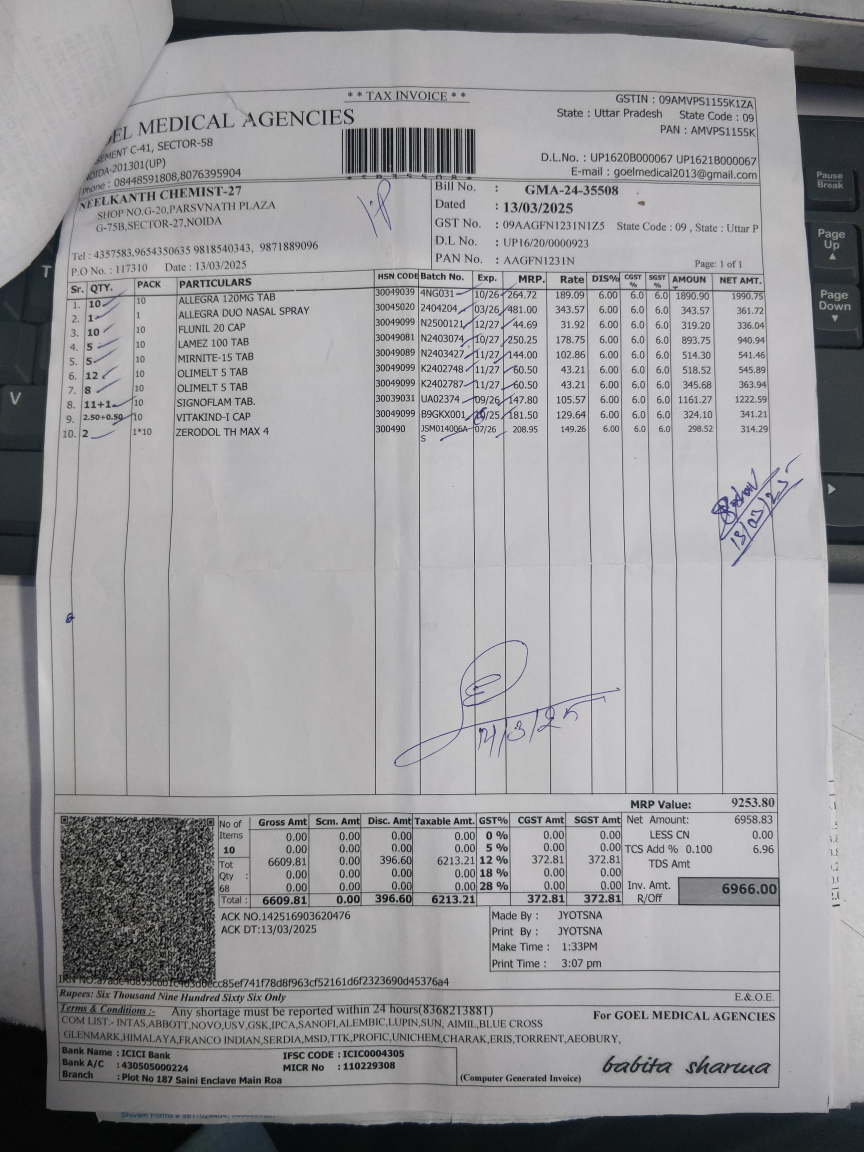 * * TAX INVOICE * *
GSTIN : 09AMVPS1155K1ZA
State : Uttar Pradesh State Code : 09
PAN : AMVPS1155K
D.L.No. : UP1620B000067 UP1621B000067
E-mail : goelmedical2013@gmail.com
OEL MEDICAL AGENCIES
SEMENT C-41, SECTOR-58
OIDA-201301(UP)
Phone : 08448591808,8076395904
NEELKANTH CHEMIST-27
SHOP NO.G-20,PARSVNATH PLAZA
G-75B,SECTOR-27,NOIDA
Tel : 4357583.9654350635 9818540343, 9871889096
P.O No. : 117310 Date : 13/03/2025
Bill No. : GMA-24-35508
Dated : 13/03/2025
GST No. : 09AAGFN1231N1Z5 State Code : 09 , State : Uttar P
D.L No. : UP16/20/0000923
PAN No. : AAGFN1231N Page: 1 of 1
Sr. QTY. PACK PARTICULARS HSN CODE Batch No. Exp. MRP. Rate DIS% CGST % SGST % AMOUN NET AMT.
1. 10 10 ALLEGRA 120MG TAB 30049039 4NG031 10/26 264.72 189.09 6.00 6.0 6.0 1890.90 1990.75
2. 1 1 ALLEGRA DUO NASAL SPRAY 30045020 2404204 03/26 481.00 343.57 6.00 6.0 6.0 343.57 361.72
3. 10 10 FLUNIL 20 CAP 30049099 N2500121 12/27 44.69 31.92 6.00 6.0 6.0 319.20 336.04
4. 5 10 LAMEZ 100 TAB 30049081 N2403074 10/27 250.25 178.75 6.00 6.0 6.0 893.75 940.94
5. 5 10 MIRNITE-15 TAB 30049089 N2403427 11/27 144.00 102.86 6.00 6.0 6.0 514.30 541.46
6. 12 10 OLIMELT 5 TAB 30049099 K2402748 11/27 60.50 43.21 6.00 6.0 6.0 518.52 545.89
7. 8 10 OLIMELT 5 TAB 30049099 K2402787 11/27 60.50 43.21 6.00 6.0 6.0 345.68 363.94
8. 11+1 10 SIGNOFLAM TAB. 30039031 UA02374 09/26 147.80 105.57 6.00 6.0 6.0 1161.27 1222.59
9. 2.50+0.50 10 VITAKIND-I CAP 30049099 B9GKX001 10/25 181.50 129.64 6.00 6.0 6.0 324.10 341.21
10. 2 1*10 ZERODOL TH MAX 4 300490 JSM014006A 07/26 208.95 149.26 6.00 6.0 6.0 298.52 314.29
S
13/03/25
14/3/25
MRP Value: 9253.80
No of Items 10 Tot Qty : 68
Gross Amt Scm. Amt Disc. Amt Taxable Amt. GST% CGST Amt SGST Amt
0.00 0.00 0.00 0.00 0 % 0.00 0.00
0.00 0.00 0.00 0.00 5 % 0.00 0.00
6609.81 0.00 396.60 6213.21 12 % 372.81 372.81
0.00 0.00 0.00 0.00 18 % 0.00 0.00
0.00 0.00 0.00 0.00 28 % 0.00 0.00
Total : 6609.81 0.00 396.60 6213.21 372.81 372.81
Net Amount: 6958.83
LESS CN 0.00
TCS Add % 0.100 6.96
TDS Amt
Inv. Amt. 6966.00
R/Off
ACK NO.142516903620476
ACK DT:13/03/2025
Made By : JYOTSNA
Print By : JYOTSNA
Make Time : 1:33PM
Print Time : 3:07 pm
Rupees: Six Thousand Nine Hundred Sixty Six Only E.&.O.E.
Terms & Conditions :- Any shortage must be reported within 24 hours(8368213881)
For GOEL MEDICAL AGENCIES
COM LIST:- INTAS,ABBOTT,NOVO,USV,GSK,IPCA,SANOFI,ALEMBIC,LUPIN,SUN, AIMIL,BLUE CROSS
GLENMARK,HIMALAYA,FRANCO INDIAN,SERDIA,MSD,TTK,PROFIC,UNICHEM,CHARAK,ERIS,TORRENT,AEOBURY,
Bank Name : ICICI Bank IFSC CODE : ICIC0004305
Bank A/C : 430505000224 MICR No : 110229308
Branch : Plot No 187 Saini Enclave Main Roa
(Computer Generated Invoice)
babita sharma
Pause
Break
Page
Up
Page
Down
T
V